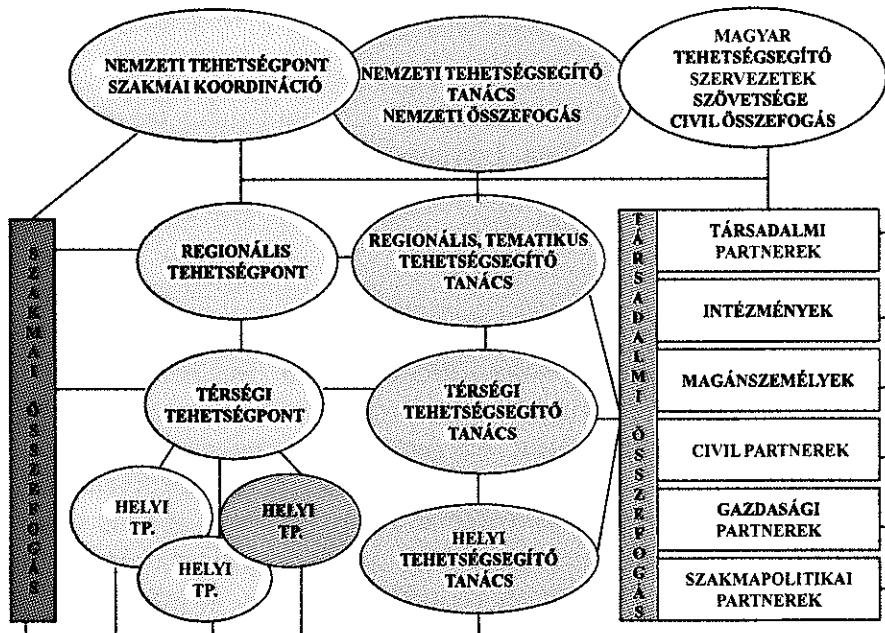 NEMZETI TEHETSÉGPONT
SZAKMAI KOORDINÁCIÓ
NEMZETI TEHETSÉGSEGÍTŐ
TANÁCS
NEMZETI ÖSSZEFOGÁS
MAGYAR
TEHETSÉGSEGÍTŐ
SZERVEZETEK
SZÖVETSÉGE
CIVIL ÖSSZEFOGÁS
SZAKMAI ÖSSZEFOGÁS
REGIONÁLIS
TEHETSÉGPONT
REGIONÁLIS, TEMATIKUS
TEHETSÉGSEGÍTŐ
TANÁCS
TÉRSÉGI
TEHETSÉGPONT
TÉRSÉGI
TEHETSÉGSEGÍTŐ
TANÁCS
HELYI
TP.
HELYI
TP.
HELYI
TP.
HELYI
TEHETSÉGSEGÍTŐ
TANÁCS
TÁRSADALMI ÖSSZEFOGÁS
TÁRSADALMI
PARTNEREK
INTÉZMÉNYEK
MAGÁNSZEMÉLYEK
CIVIL PARTNEREK
GAZDASÁGI
PARTNEREK
SZAKMAPOLITIKAI
PARTNEREK